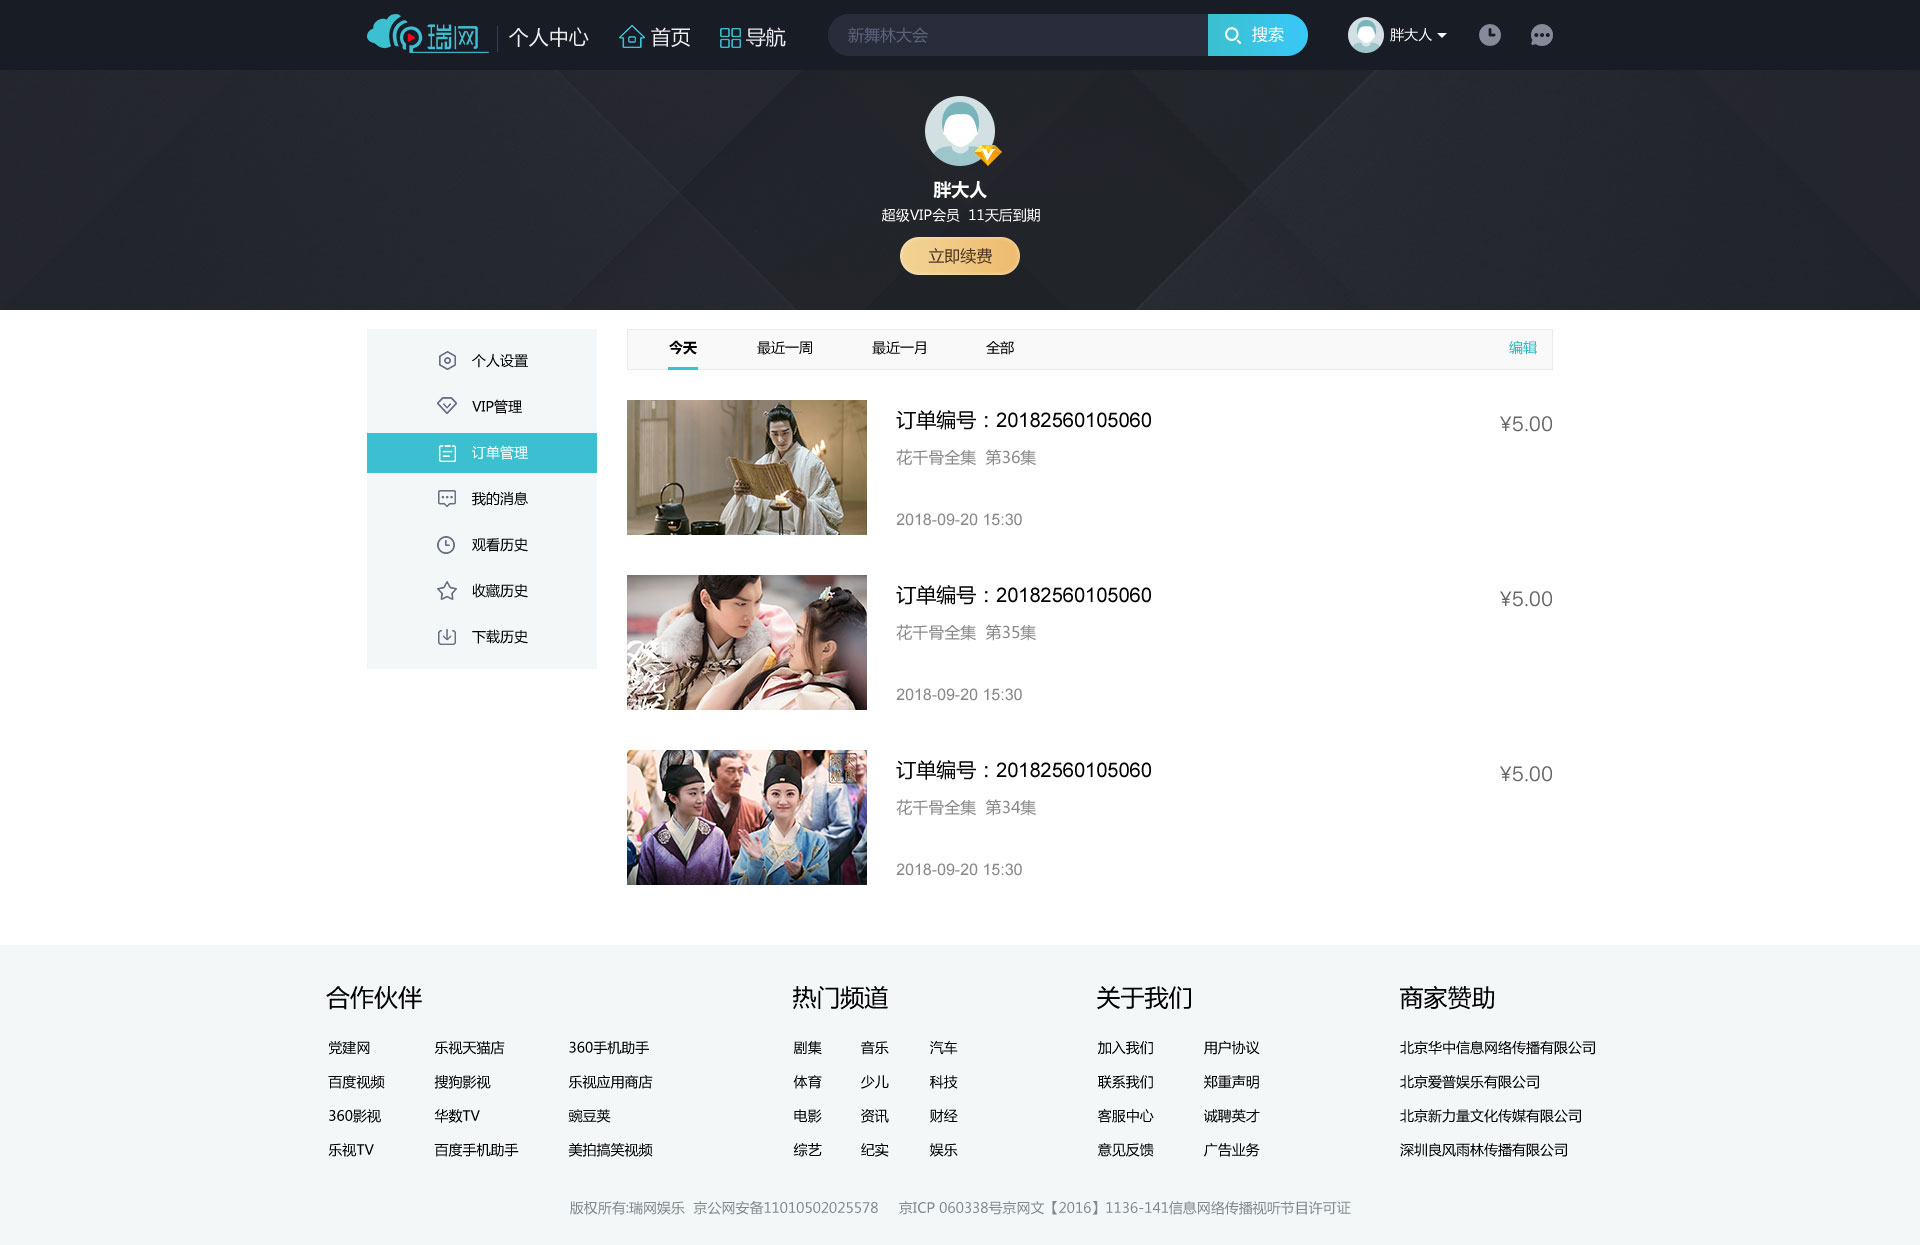 瑞网
个人中心 首页 导航 新舞林大会 搜索 胖大人
胖大人
超级VIP会员 11天后到期
立即续费
个人设置
VIP管理
订单管理
我的消息
观看历史
收藏历史
下载历史
今天 最近一周 最近一月 全部 编辑
订单编号：20182560105060 ¥5.00
花千骨全集 第36集
2018-09-20 15:30
订单编号：20182560105060 ¥5.00
花千骨全集 第35集
2018-09-20 15:30
订单编号：20182560105060 ¥5.00
花千骨全集 第34集
2018-09-20 15:30
合作伙伴
党建网 乐视天猫店 360手机助手
百度视频 搜狗影视 乐视应用商店
360影视 华数TV 豌豆荚
乐视TV 百度手机助手 美拍搞笑视频
热门频道
剧集 音乐 汽车
体育 少儿 科技
电影 资讯 财经
综艺 纪实 娱乐
关于我们
加入我们 用户协议
联系我们 郑重声明
客服中心 诚聘英才
意见反馈 广告业务
商家赞助
北京华中信息网络传播有限公司
北京爱普娱乐有限公司
北京新力量文化传媒有限公司
深圳良风雨林传播有限公司
版权所有:瑞网娱乐 京公网安备11010502025578 京ICP 060338号京网文【2016】1136-141信息网络传播视听节目许可证